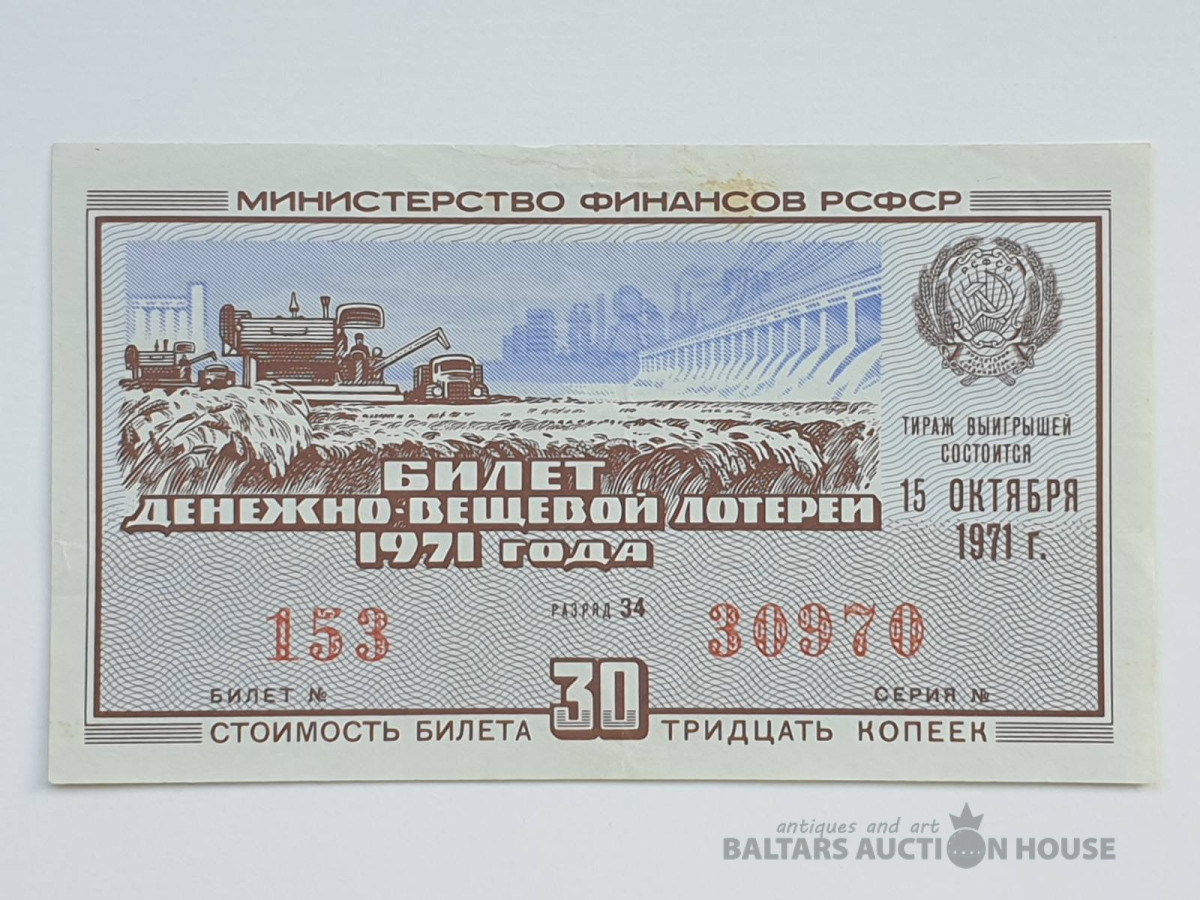 МИНИСТЕРСТВО ФИНАНСОВ РСФСР
ТИРАЖ ВЫИГРЫШЕЙ
СОСТОИТСЯ
15 ОКТЯБРЯ
1971 г.
БИЛЕТ
ДЕНЕЖНО-ВЕЩЕВОЙ ЛОТЕРЕИ
1971 ГОДА
153 РАЗРЯД 34 30970
БИЛЕТ № СЕРИЯ №
СТОИМОСТЬ БИЛЕТА 30 ТРИДЦАТЬ КОПЕЕК
antiques and art
BALTARS AUCTION HOUSE